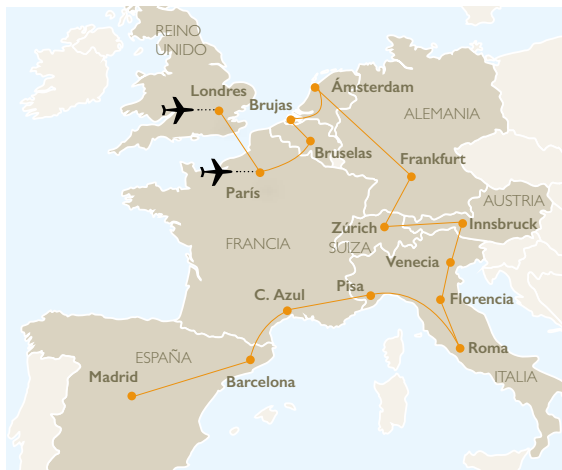 REINO
UNIDO
Londres
Ámsterdam
Brujas
ALEMANIA
Bruselas
Frankfurt
París
AUSTRIA
Zúrich
Innsbruck
FRANCIA
SUIZA
Venecia
Pisa
C. Azul
Florencia
Roma
ESPAÑA
Madrid
Barcelona
ITALIA